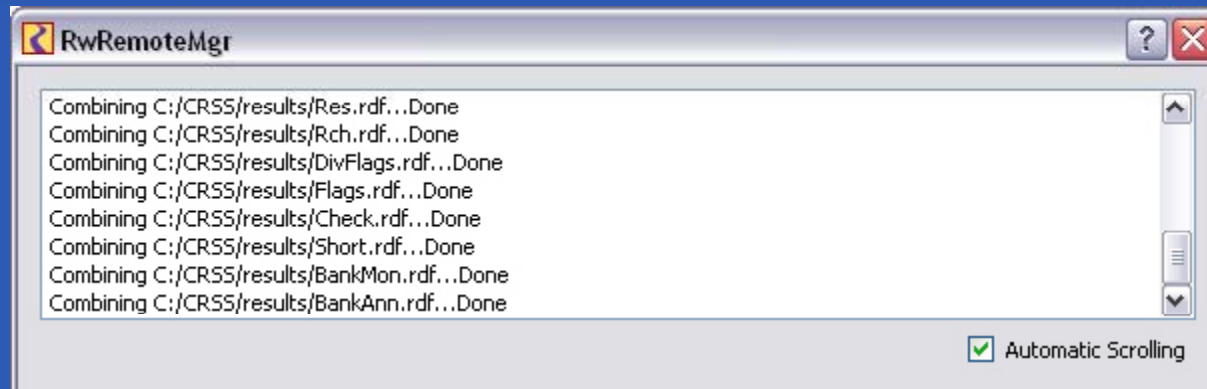 RwRemoteMgr
Combining C:/CRSS/results/Res.rdf...Done
Combining C:/CRSS/results/Rch.rdf...Done
Combining C:/CRSS/results/DivFlags.rdf...Done
Combining C:/CRSS/results/Flags.rdf...Done
Combining C:/CRSS/results/Check.rdf...Done
Combining C:/CRSS/results/Short.rdf...Done
Combining C:/CRSS/results/BankMon.rdf...Done
Combining C:/CRSS/results/BankAnn.rdf...Done
Automatic Scrolling